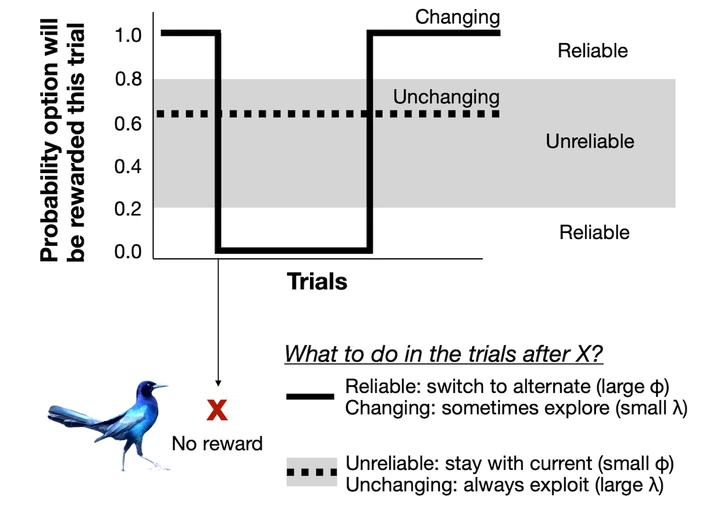 Probability option will
be rewarded this trial
1.0
0.8
0.6
0.4
0.2
0.0
Changing
Unchanging
Reliable
Unreliable
Reliable
Trials
X
No reward
What to do in the trials after X?
Reliable: switch to alternate (large ϕ)
Changing: sometimes explore (small λ)
Unreliable: stay with current (small ϕ)
Unchanging: always exploit (large λ)